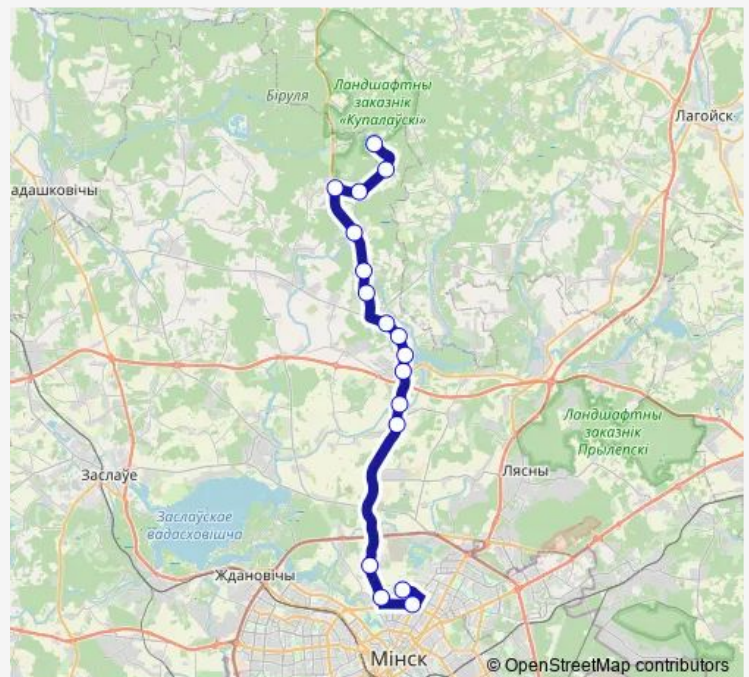 Ландшафтны
заказнік
«Купалаўскі»
Біруля
Лагойск
адашковічы
Ландшафтны
заказнік
Прылепскі
Лясны
Заслаўе
Заслаўскае
вадасховішча
Ждановічы
Мінск
© OpenStreetMap contributors